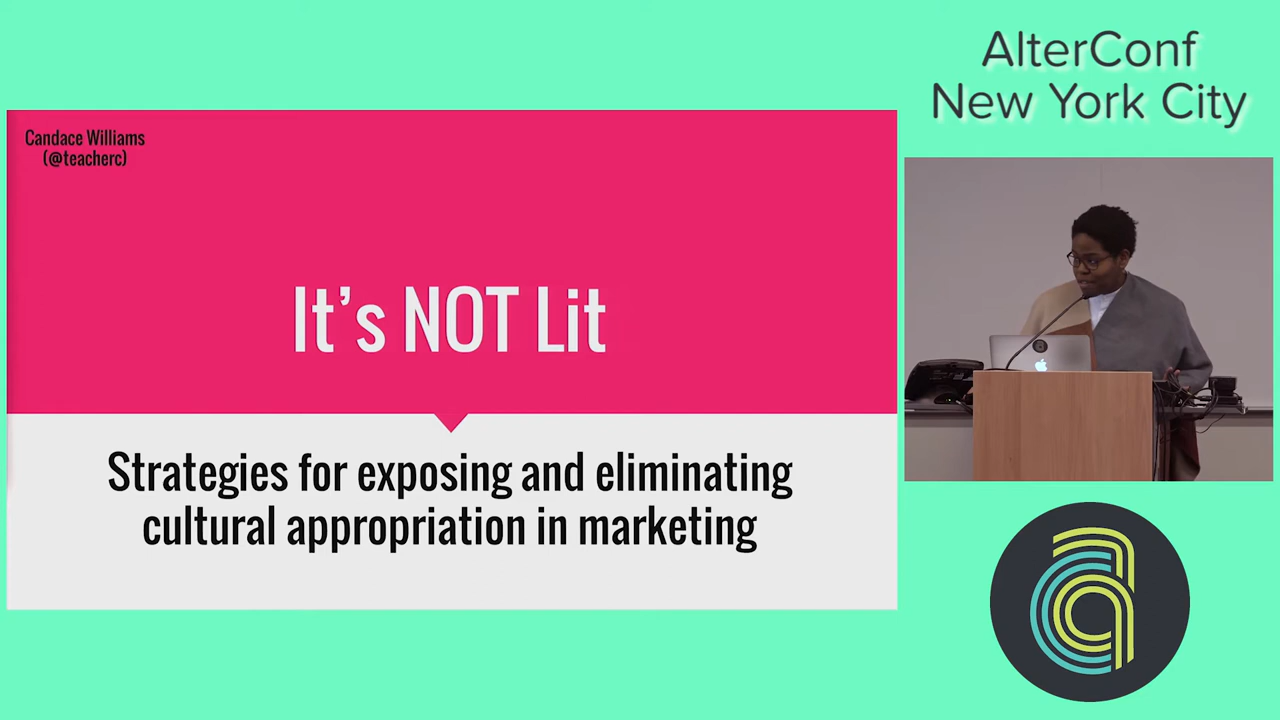 AlterConf
New York City
Candace Williams
(@teacherc)
It's NOT Lit
Strategies for exposing and eliminating
cultural appropriation in marketing